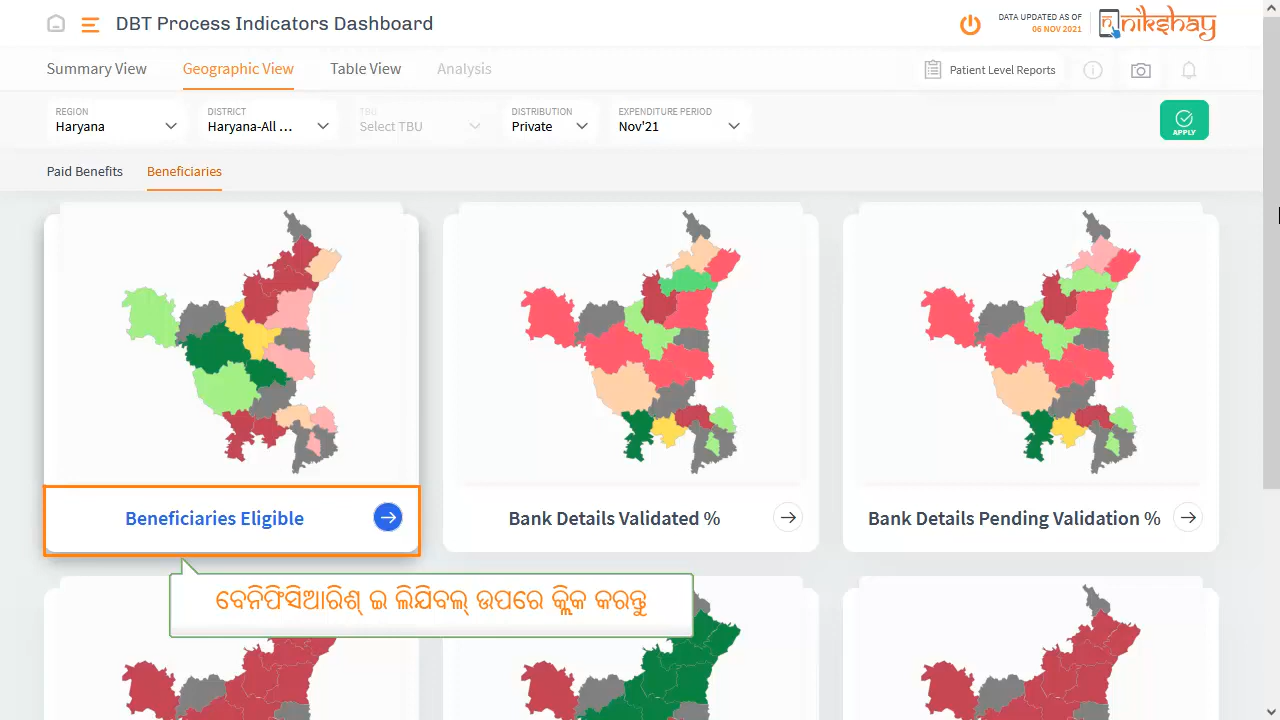 DBT Process Indicators Dashboard
DATA UPDATED AS OF
06 NOV 2021
निkshay
Summary View
Geographic View
Table View
Analysis
Patient Level Reports
REGION
Haryana
DISTRICT
Haryana-All ...
TBU
Select TBU
DISTRIBUTION
Private
EXPENDITURE PERIOD
Nov'21
APPLY
Paid Benefits
Beneficiaries
Beneficiaries Eligible
Bank Details Validated %
Bank Details Pending Validation %
ବେନିଫିସିଆରିଶ୍ ଇ ଲିଯିବଲ୍ ଉପରେ କ୍ଲିକ କରନ୍ତୁ